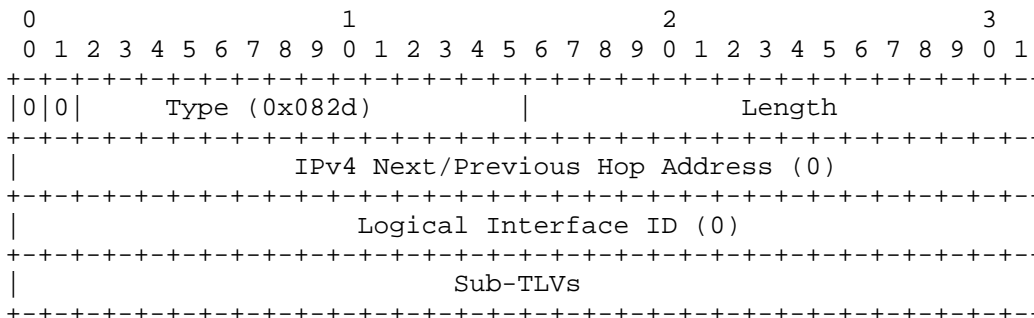 0                   1                   2                   3
 0 1 2 3 4 5 6 7 8 9 0 1 2 3 4 5 6 7 8 9 0 1 2 3 4 5 6 7 8 9 0 1
+-+-+-+-+-+-+-+-+-+-+-+-+-+-+-+-+-+-+-+-+-+-+-+-+-+-+-+-+-+-+-+-
|0|0|     Type (0x082d)         |             Length
+-+-+-+-+-+-+-+-+-+-+-+-+-+-+-+-+-+-+-+-+-+-+-+-+-+-+-+-+-+-+-+-
|                 IPv4 Next/Previous Hop Address (0)
+-+-+-+-+-+-+-+-+-+-+-+-+-+-+-+-+-+-+-+-+-+-+-+-+-+-+-+-+-+-+-+-
|                     Logical Interface ID (0)
+-+-+-+-+-+-+-+-+-+-+-+-+-+-+-+-+-+-+-+-+-+-+-+-+-+-+-+-+-+-+-+-
|                           Sub-TLVs
+-+-+-+-+-+-+-+-+-+-+-+-+-+-+-+-+-+-+-+-+-+-+-+-+-+-+-+-+-+-+-+-